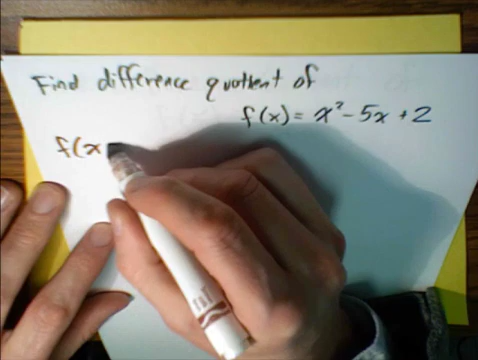 Find difference quotient of
f(x) = x² - 5x + 2
f(x